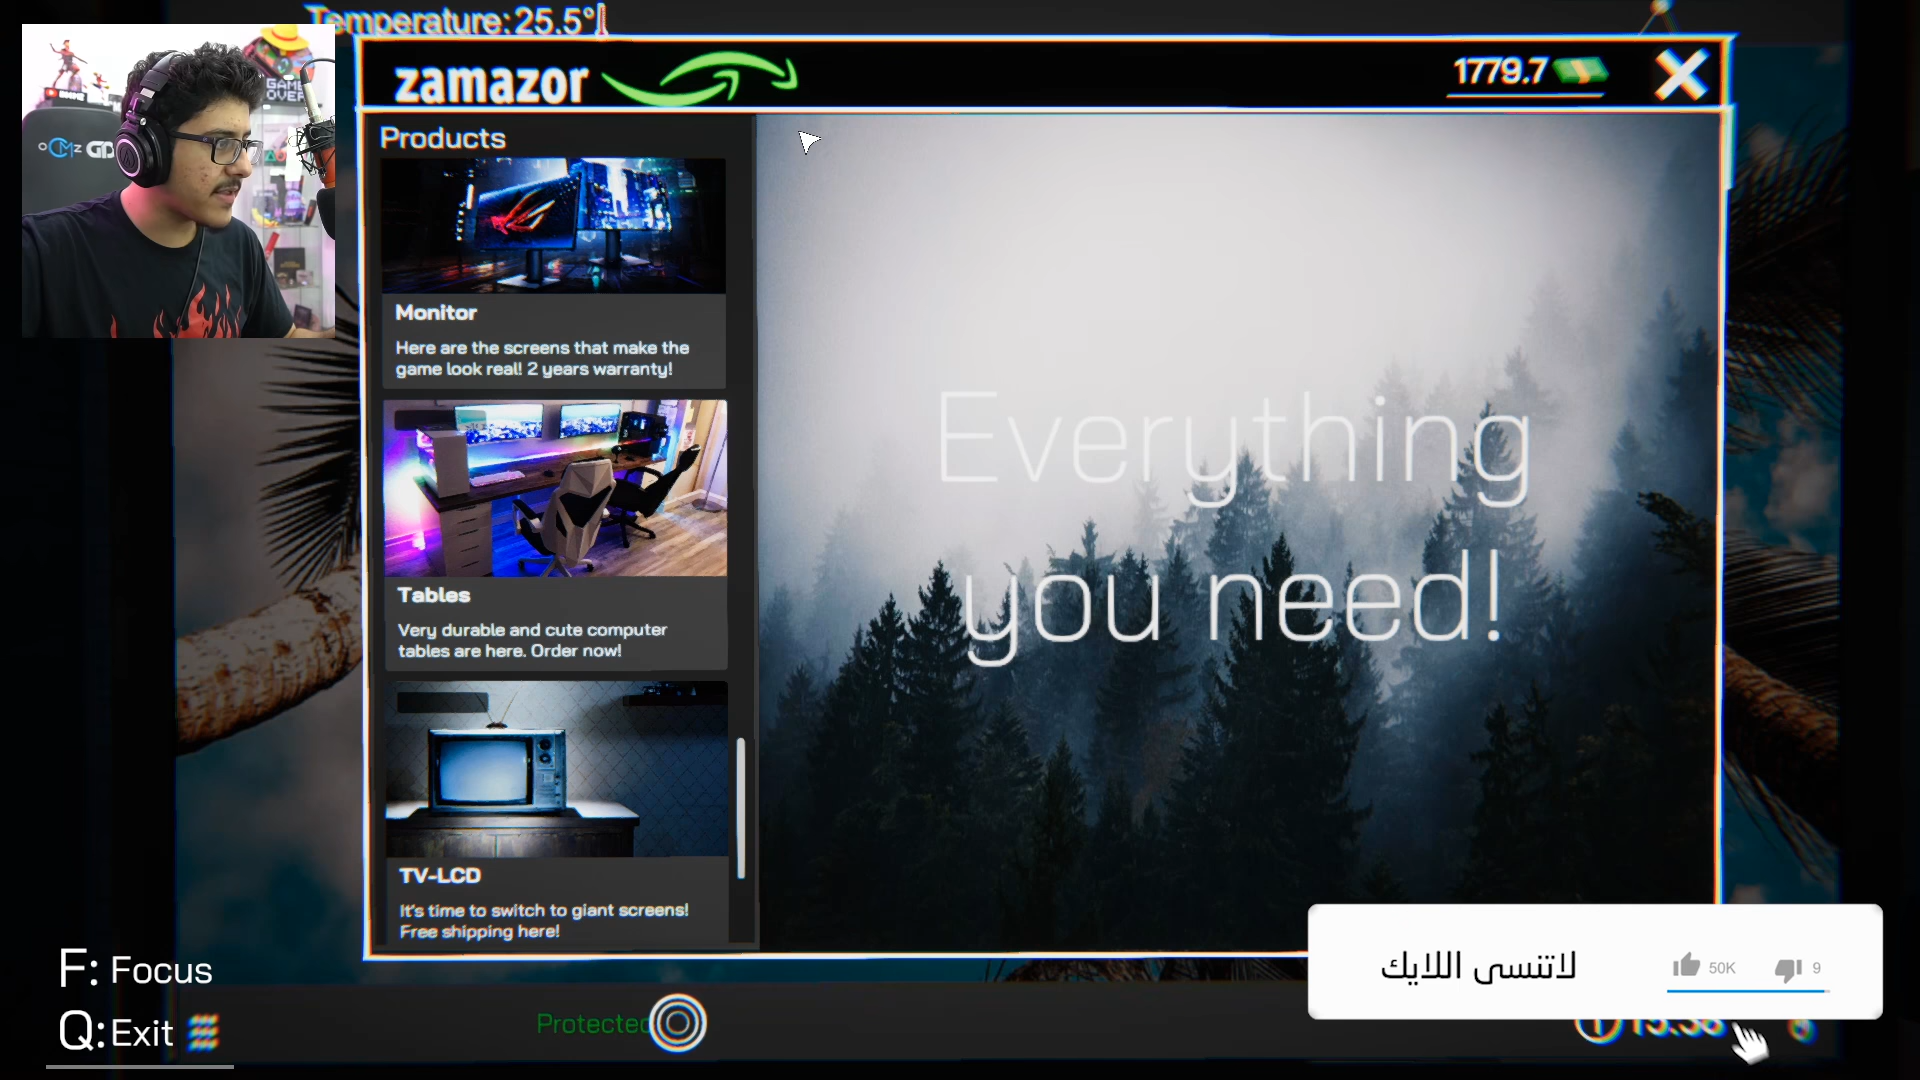 Temperature:25.5°
zamazor
1779.7
Products
Monitor
Here are the screens that make the
game look real! 2 years warranty!
Tables
Very durable and cute computer
tables are here. Order now!
TV-LCD
It's time to switch to giant screens!
Free shipping here!
Everything
you need!
GAME
OVER
F: Focus
Q: Exit
Protected
لاتنسى اللايك
50K
9